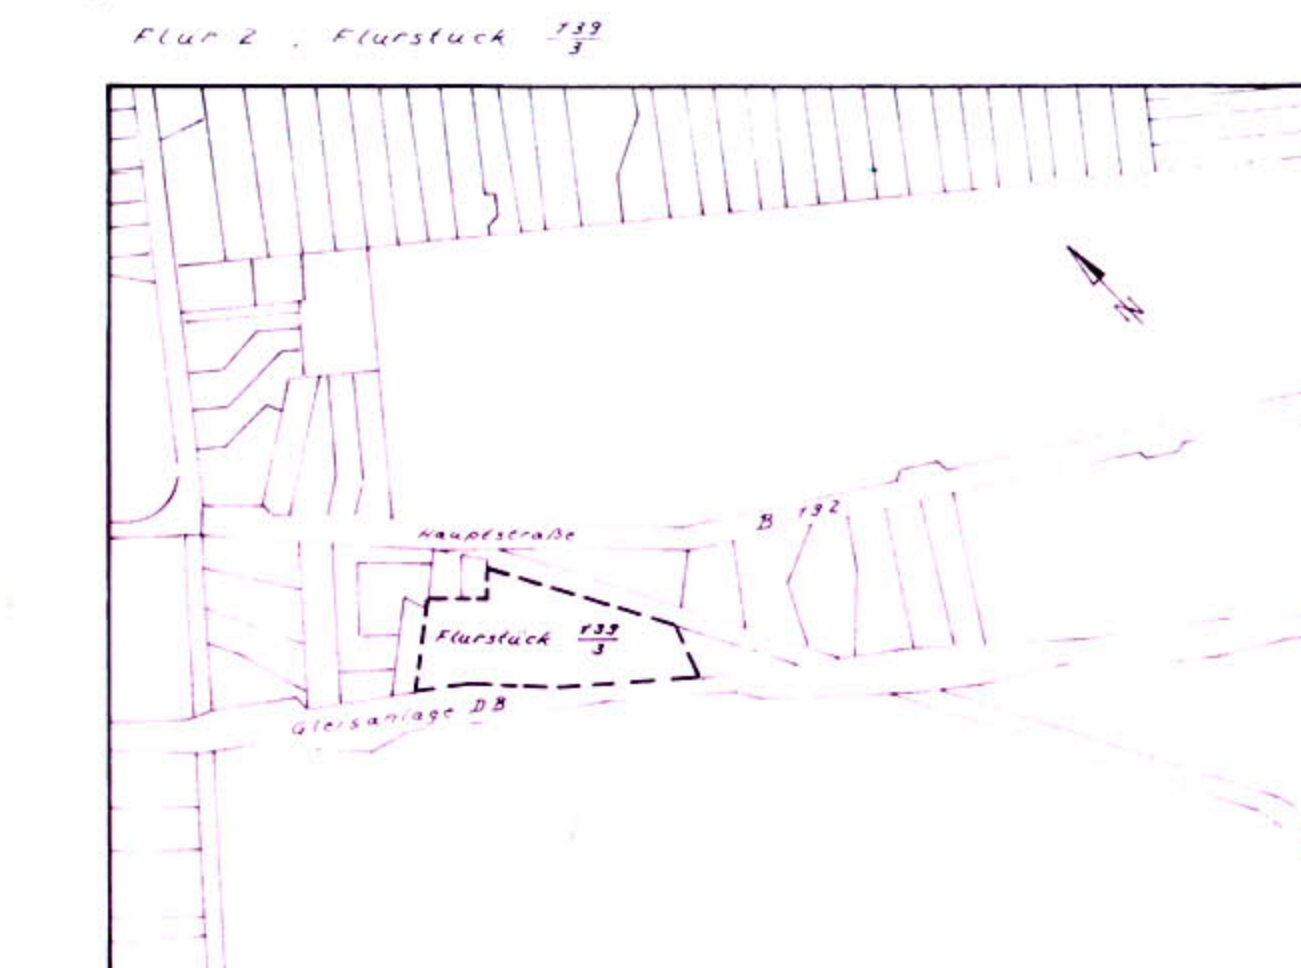 Flur 2 , Flurstück 139/3
N
B 192
Hauptstraße
Flurstück 139/3
Gleisanlage DB